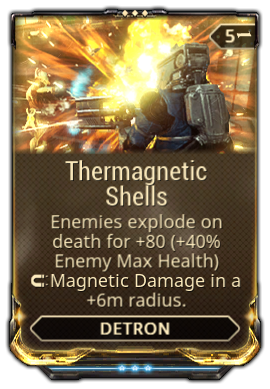 5
Thermagnetic
Shells
Enemies explode on
death for +80 (+40%
Enemy Max Health)
Magnetic Damage in a
+6m radius.
DETRON